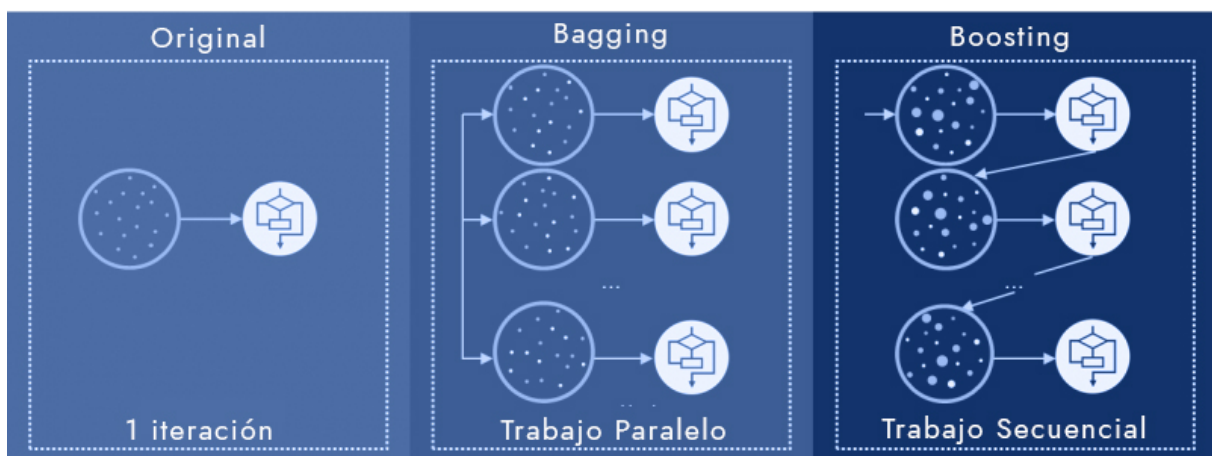 Original
Bagging
Boosting
...
...
1 iteración
Trabajo Paralelo
Trabajo Secuencial